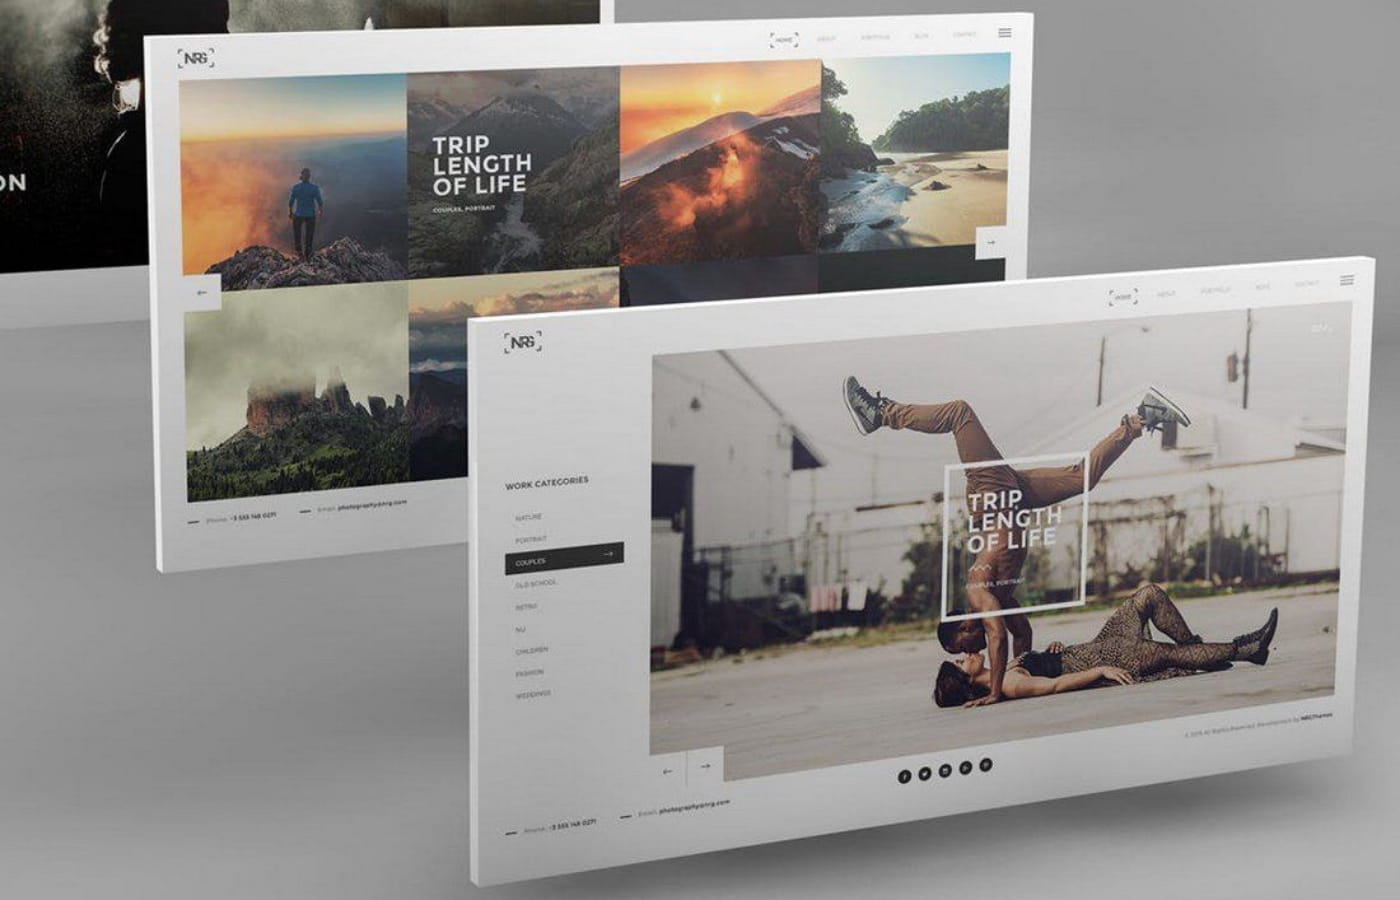 ON
NRG
HOME
ABOUT
PORTFOLIO
BLOG
CONTACT
TRIP
LENGTH
OF LIFE
COUPLES, PORTRAIT
Phone: +3 555 148 0271
Email: photography@nrg.com
NRG
HOME
ABOUT
PORTFOLIO
CONTACT
WORK CATEGORIES
NATURE
PORTRAIT
COUPLES
OLD SCHOOL
RETRO
NU
CHILDREN
FASHION
WEDDINGS
TRIP
LENGTH
OF LIFE
COUPLES, PORTRAIT
Phone: +3 555 148 0271
Email: photography@nrg.com
© 2015 All Rights Reserved. Development by NRGThemes